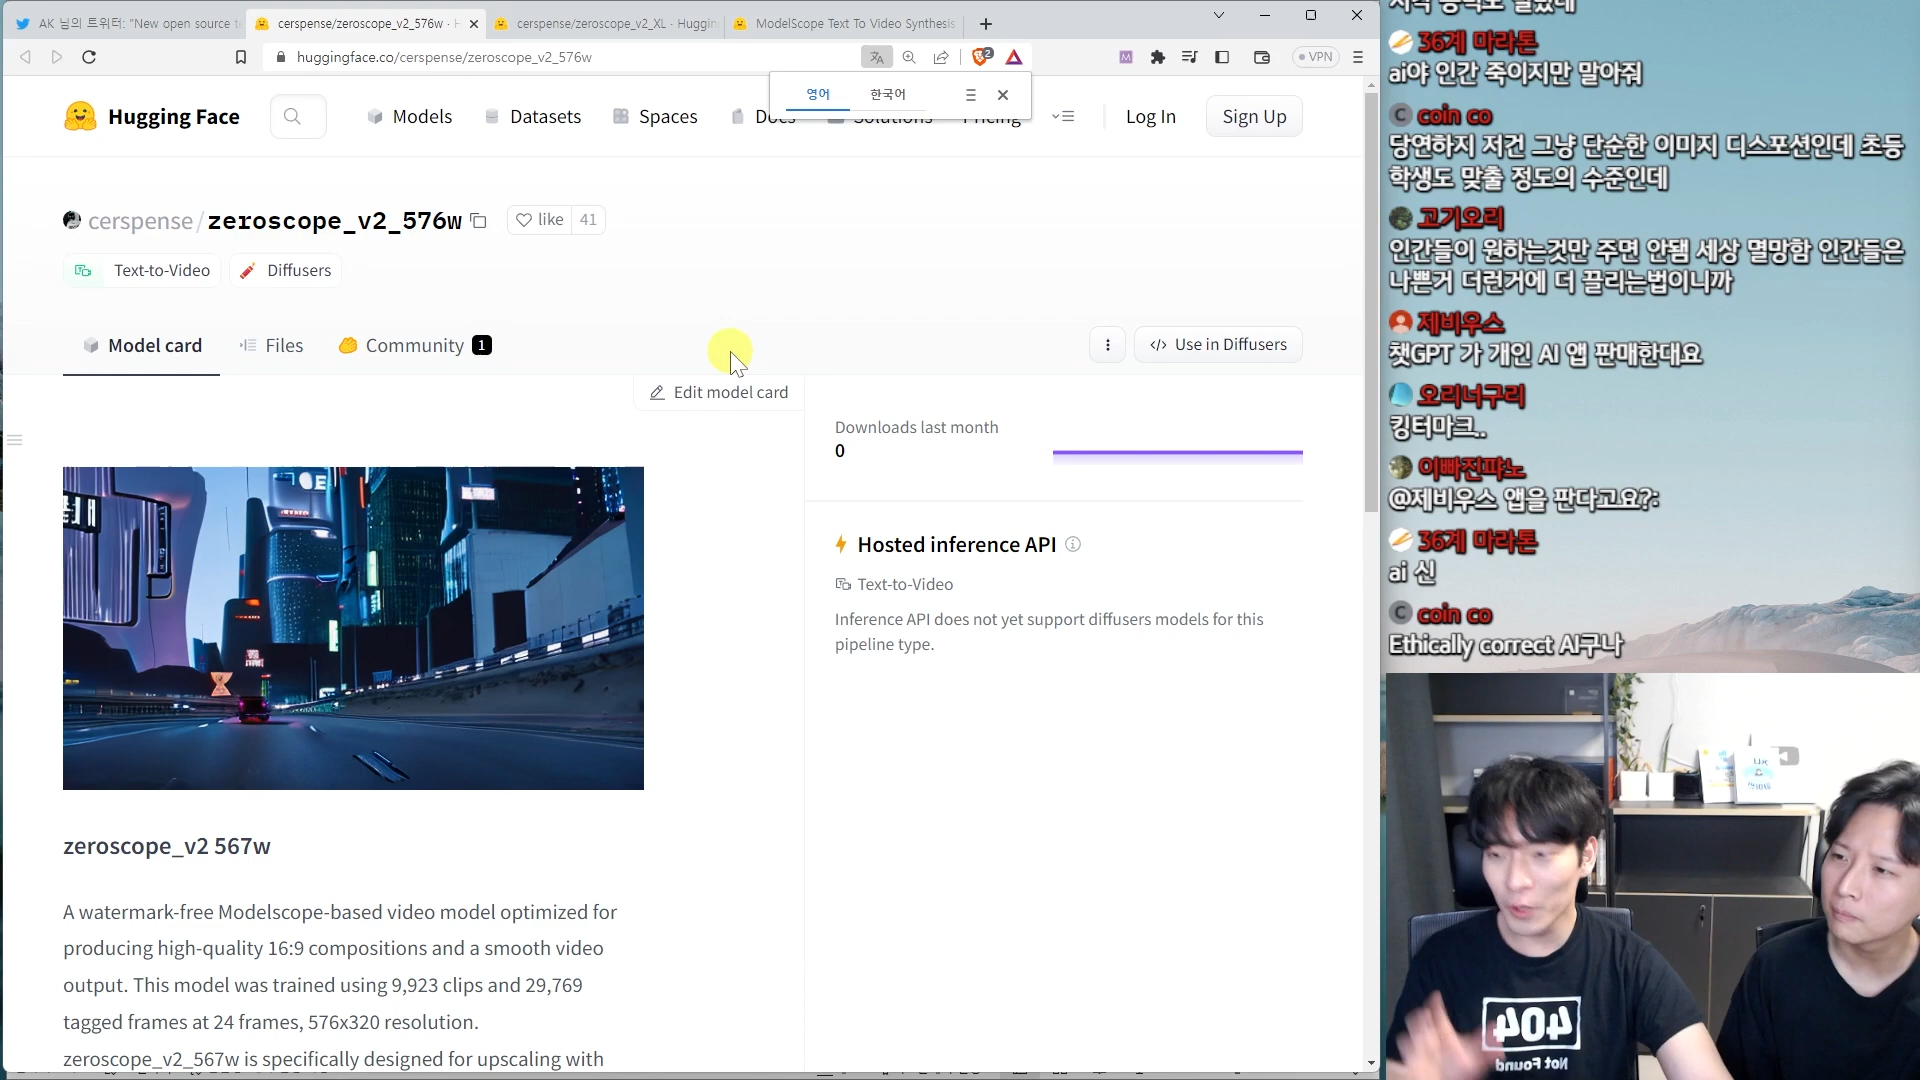 AK 님의 트위터: "New open source t
cerspense/zeroscope_v2_576w · H
cerspense/zeroscope_v2_XL · Huggin
ModelScope Text To Video Synthesis
huggingface.co/cerspense/zeroscope_v2_576w
2
VPN
영어
한국어
Hugging Face
Models
Datasets
Spaces
Docs
Solutions
Pricing
Log In
Sign Up
cerspense/zeroscope_v2_576w
like 41
Text-to-Video
Diffusers
Model card
Files
Community 1
Use in Diffusers
Edit model card
Downloads last month
0
Hosted inference API
Text-to-Video
Inference API does not yet support diffusers models for this
pipeline type.
zeroscope_v2 567w
A watermark-free Modelscope-based video model optimized for
producing high-quality 16:9 compositions and a smooth video
output. This model was trained using 9,923 clips and 29,769
tagged frames at 24 frames, 576x320 resolution.
zeroscope_v2_567w is specifically designed for upscaling with
36계 마라톤
ai야 인간 죽이지만 말아줘
C coin co
당연하지 저건 그냥 단순한 이미지 디스포션인데 초등
학생도 맞출 정도의 수준인데
고기오리
인간들이 원하는것만 주면 안됌 세상 멸망함 인간들은
나쁜거 더런거에 더 끌리는법이니까
제비우스
챗GPT 가 개인 AI 앱 판매한대요
오리너구리
킹터마크..
이빠진퍄노
@제비우스 앱을 판다고요?:
36계 마라톤
ai 신
C coin co
Ethically correct AI구나
404
Not Found